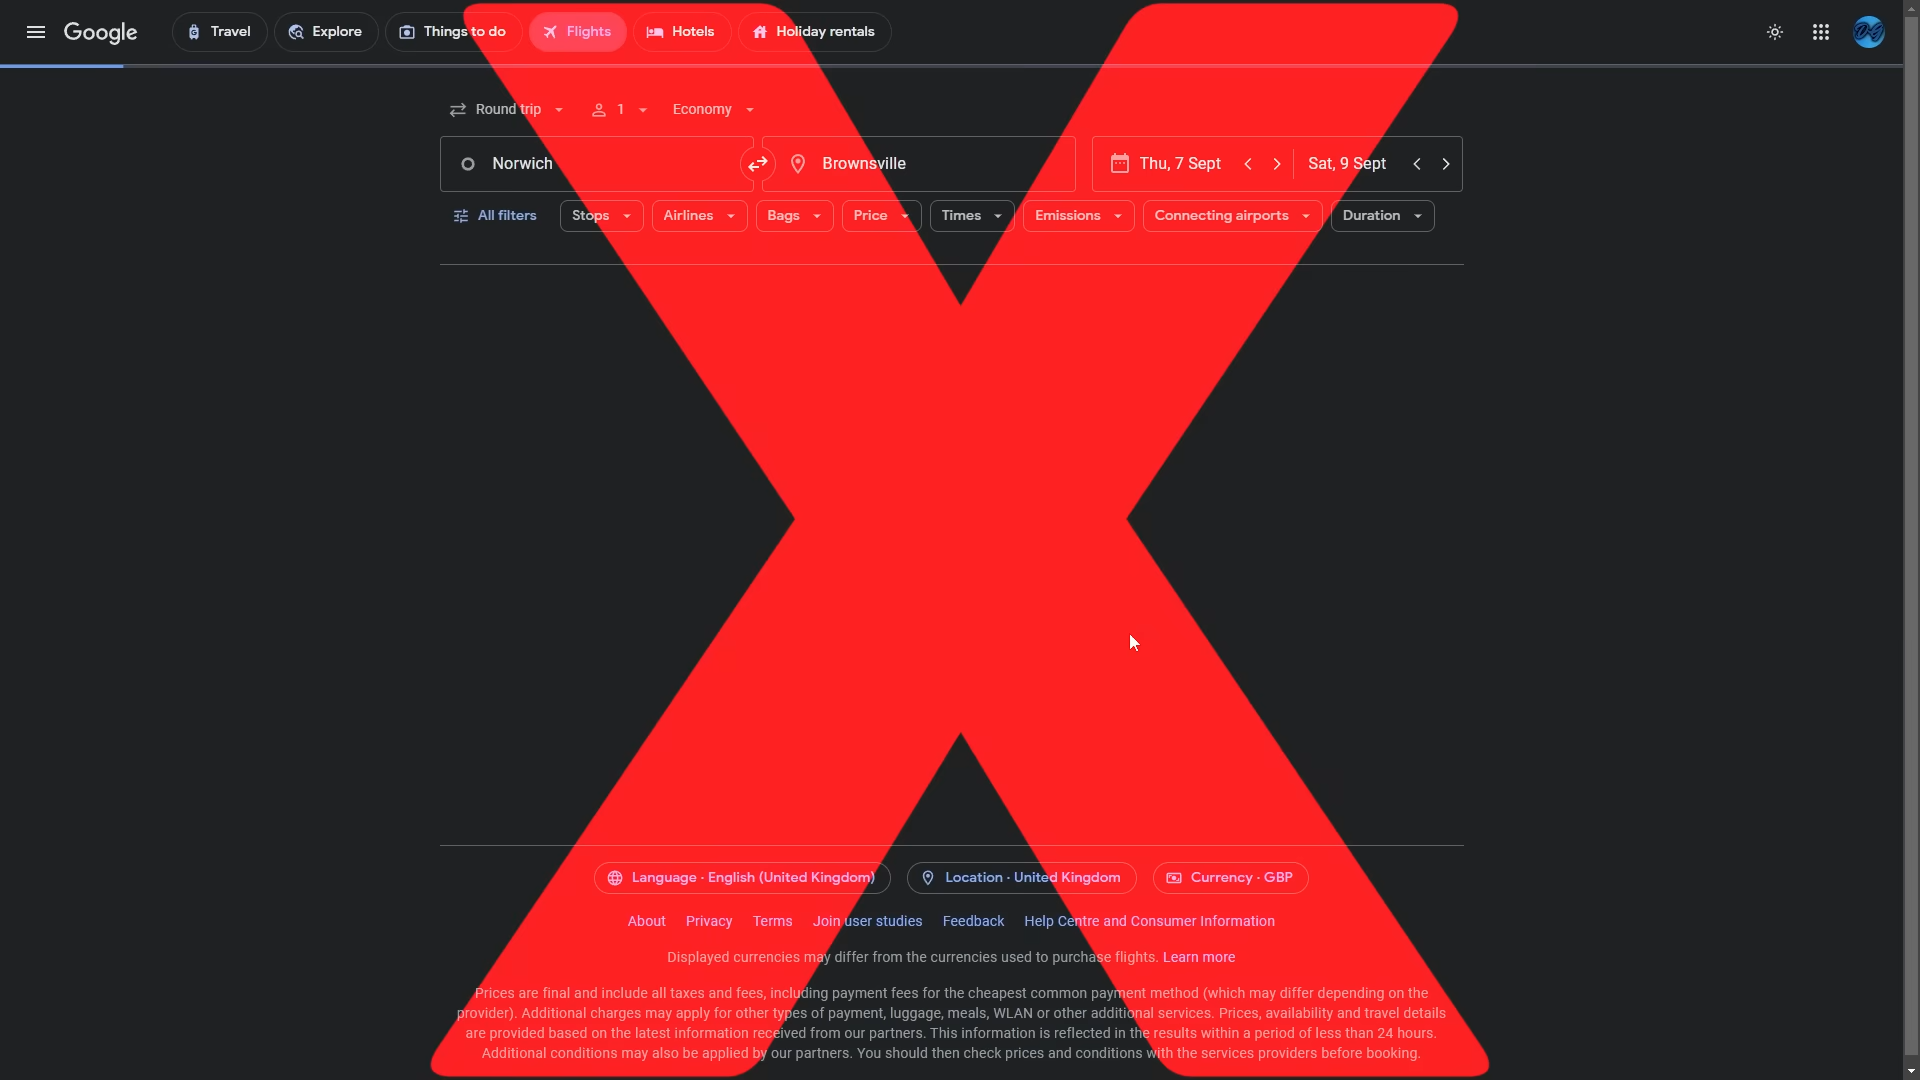 Google Travel Explore Things to do Flights Hotels Holiday rentals
Round trip 1 Economy
Norwich Brownsville Thu, 7 Sept Sat, 9 Sept
All filters Stops Airlines Bags Price Times Emissions Connecting airports Duration
Language · English (United Kingdom) Location · United Kingdom Currency · GBP
About Privacy Terms Join user studies Feedback Help Centre and Consumer Information
Displayed currencies may differ from the currencies used to purchase flights. Learn more
Prices are final and include all taxes and fees, including payment fees for the cheapest common payment method (which may differ depending on the
provider). Additional charges may apply for other types of payment, luggage, meals, WLAN or other additional services. Prices, availability and travel details
are provided based on the latest information received from our partners. This information is reflected in the results within a period of less than 24 hours.
Additional conditions may also be applied by our partners. You should then check prices and conditions with the services providers before booking.